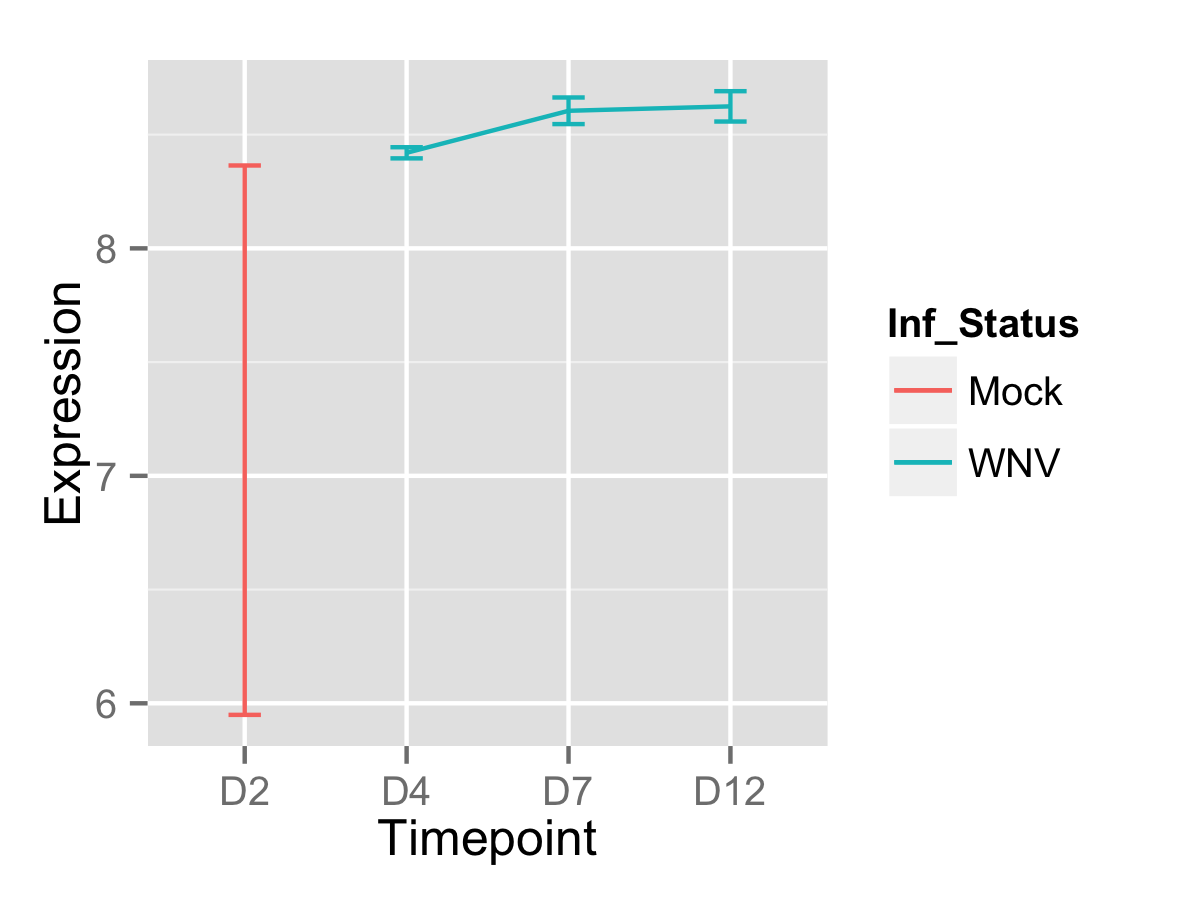 8
7
6
Expression
D2 D4 D7 D12
Timepoint
Inf_Status
Mock
WNV